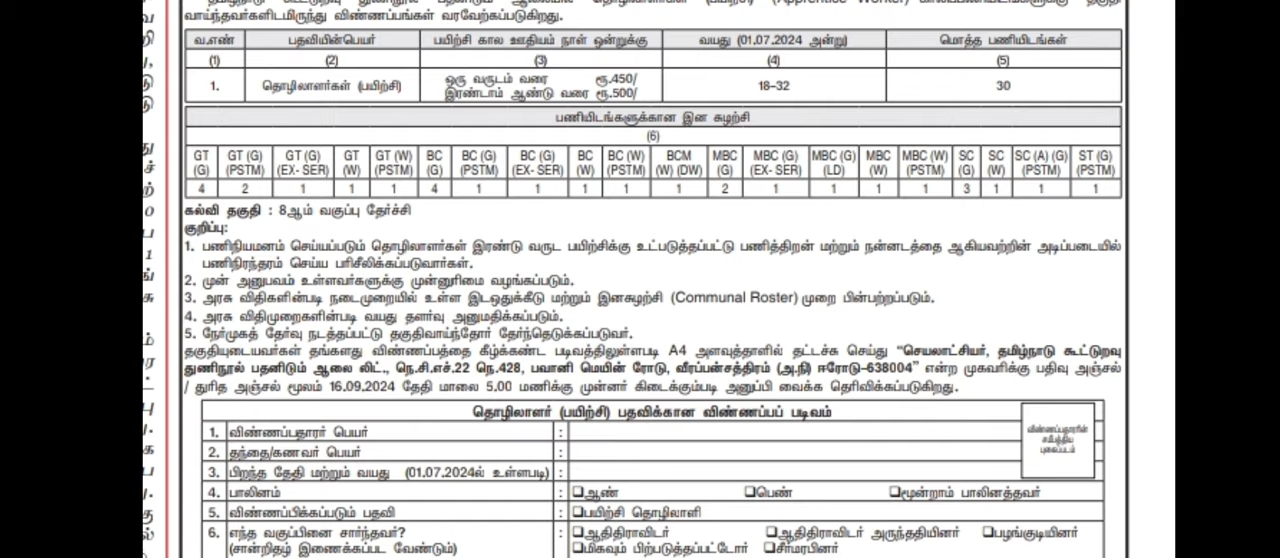 தமிழ்நாடு கூட்டுறவு துணிநூல் பதனிடும் ஆலையில் தொழிலாளர்கள் (பயிற்சி) (Apprentice Worker)
வாய்ந்தவர்களிடமிருந்து விண்ணப்பங்கள் வரவேற்கப்படுகிறது.
வ.எண் பதவியின்பெயர் பயிற்சி கால ஊதியம் நாள் ஒன்றுக்கு வயது (01.07.2024 அன்று) மொத்த பணியிடங்கள்
(1) (2) (3) (4) (5)
1. தொழிலாளர்கள் (பயிற்சி) ஒரு வருடம் வரை ரூ.450/ 18-32 30
இரண்டாம் ஆண்டு வரை ரூ.500/
பணியிடங்களுக்கான இன சுழற்சி
(6)
GT (G) GT (G) (PSTM) GT (G) (EX- SER) GT (W) GT (W) (PSTM) BC (G) BC (G) (PSTM) BC (G) (EX- SER) BC (W) BC (W) (PSTM) BCM (W) (DW) MBC (G) MBC (G) (EX- SER) MBC (G) (LD) MBC (W) MBC (W) (PSTM) SC (G) SC (W) SC (A) (G) (PSTM) ST (G) (PSTM)
4 2 1 1 1 4 1 1 1 1 1 2 1 1 1 1 3 1 1 1
கல்வி தகுதி : 8ஆம் வகுப்பு தேர்ச்சி
குறிப்பு:
1. பணிநியமனம் செய்யப்படும் தொழிலாளர்கள் இரண்டு வருட பயிற்சிக்கு உட்படுத்தப்பட்டு பணித்திறன் மற்றும் நன்னடத்தை ஆகியவற்றின் அடிப்படையில்
பணிநிரந்தரம் செய்ய பரிசீலிக்கப்படுவார்கள்.
2. முன் அனுபவம் உள்ளவர்களுக்கு முன்னுரிமை வழங்கப்படும்.
3. அரசு விதிகளின்படி நடைமுறையில் உள்ள இடஒதுக்கீடு மற்றும் இனசுழற்சி (Communal Roster) முறை பின்பற்றப்படும்.
4. அரசு விதிமுறைகளின்படி வயது தளர்வு அனுமதிக்கப்படும்.
5. நேர்முகத் தேர்வு நடத்தப்பட்டு தகுதிவாய்ந்தோர் தேர்ந்தெடுக்கப்படுவர்.
தகுதியுடையவர்கள் தங்களது விண்ணப்பத்தை கீழ்க்கண்ட படிவத்திலுள்ளபடி A4 அளவுத்தாளில் தட்டச்சு செய்து “செயலாட்சியர், தமிழ்நாடு கூட்டுறவு
துணிநூல் பதனிடும் ஆலை லிட்., நெ.சி.எச்.22 நெ.428, பவானி மெயின் ரோடு, வீரப்பன்சத்திரம் (அ.நி) ஈரோடு-638004” என்ற முகவரிக்கு பதிவு அஞ்சல்
/ துரித அஞ்சல் மூலம் 16.09.2024 தேதி மாலை 5.00 மணிக்கு முன்னர் கிடைக்கும்படி அனுப்பி வைக்க தெரிவிக்கப்படுகிறது.
தொழிலாளர் (பயிற்சி) பதவிக்கான விண்ணப்பப் படிவம்
விண்ணப்பதாரரின்
சமீபத்திய
புகைப்படம்
1. விண்ணப்பதாரர் பெயர் :
2. தந்தை/கணவர் பெயர் :
3. பிறந்த தேதி மற்றும் வயது (01.07.2024ல் உள்ளபடி) :
4. பாலினம் : ❑ஆண் ❑பெண் ❑மூன்றாம் பாலினத்தவர்
5. விண்ணப்பிக்கப்படும் பதவி : ❑பயிற்சி தொழிலாளி
6. எந்த வகுப்பினை சார்ந்தவர்? : ❑ஆதிதிராவிடர் ❑ஆதிதிராவிடர் அருந்ததியினர் ❑பழங்குடியினர்
(சான்றிதழ் இணைக்கப்பட வேண்டும்) ❑மிகவும் பிற்படுத்தப்பட்டோர் ❑சீர்மரபினர்